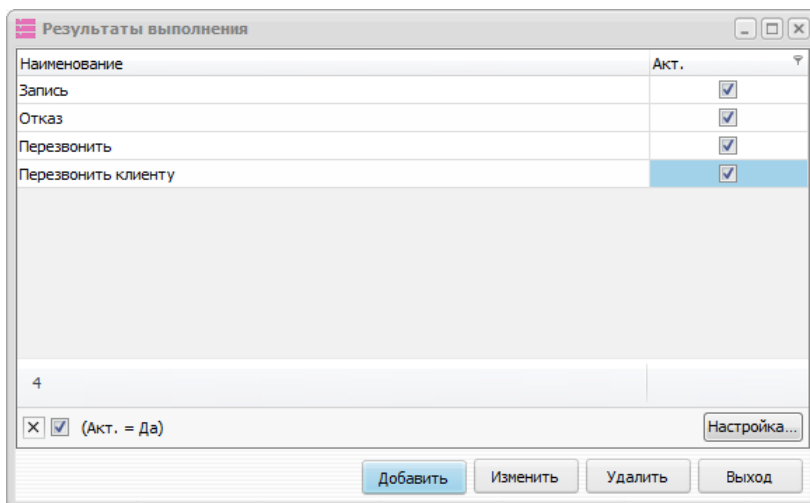 Результаты выполнения
Наименование Акт.
Запись
Отказ
Перезвонить
Перезвонить клиенту
4
(Акт. = Да) Настройка...
Добавить Изменить Удалить Выход